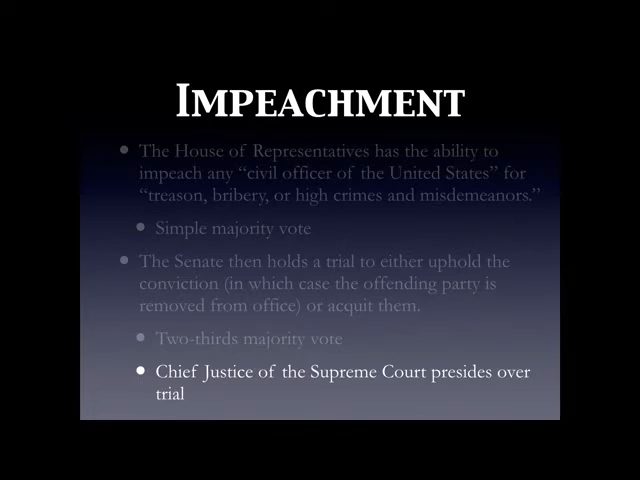 IMPEACHMENT
• The House of Representatives has the ability to
impeach any “civil officer of the United States” for
“treason, bribery, or high crimes and misdemeanors.”
• Simple majority vote
• The Senate then holds a trial to either uphold the
conviction (in which case the offending party is
removed from office) or acquit them.
• Two-thirds majority vote
• Chief Justice of the Supreme Court presides over
trial